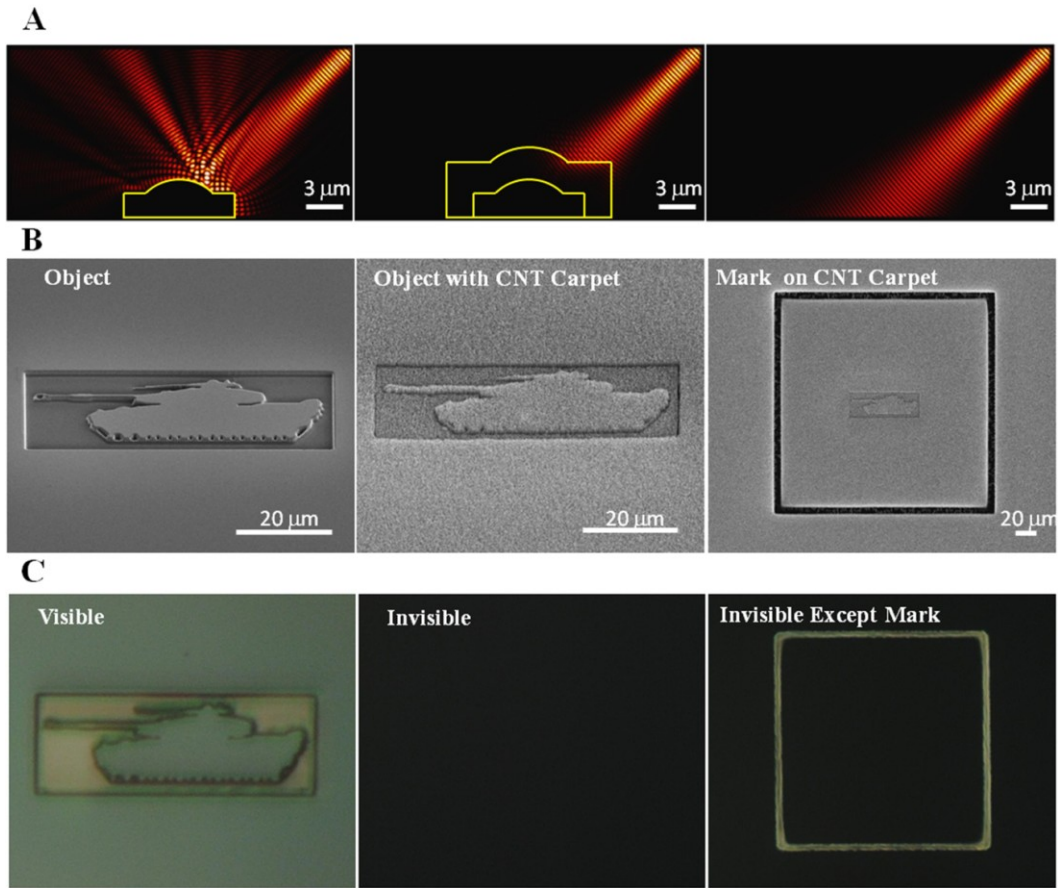 A
3 μm
3 μm
3 μm
B
Object
Object with CNT Carpet
Mark on CNT Carpet
20 μm
20 μm
20 μm
C
Visible
Invisible
Invisible Except Mark